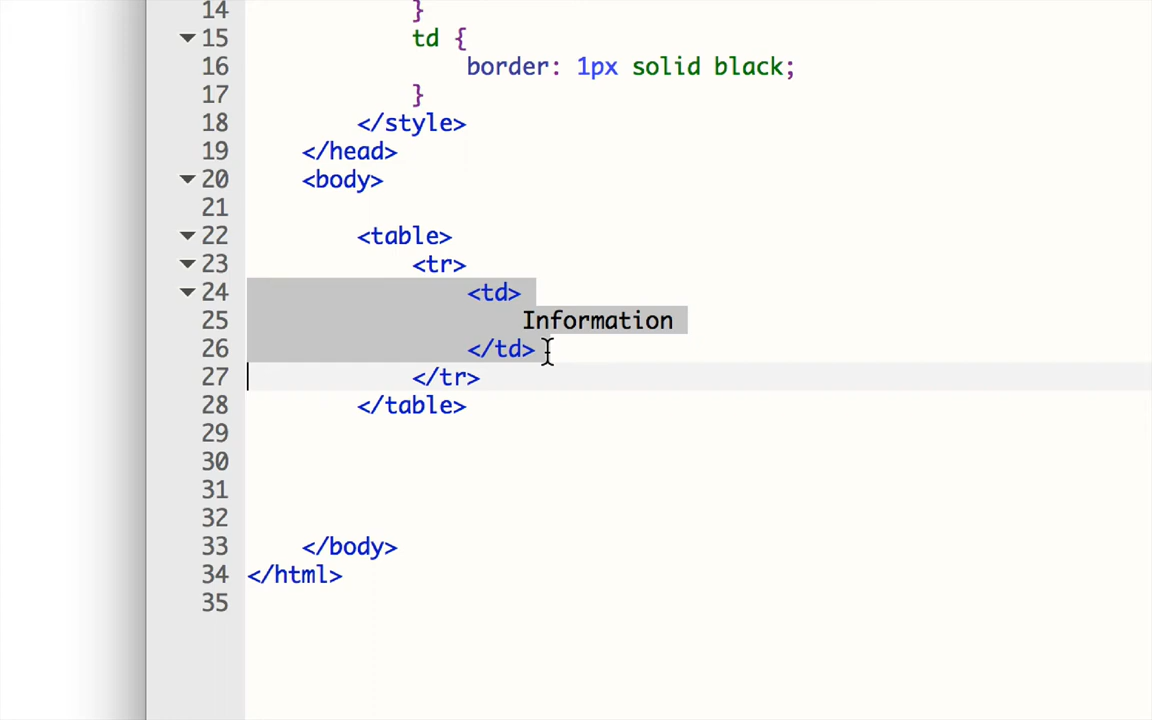 14 }
15 td {
16 border: 1px solid black;
17 }
18 </style>
19 </head>
20 <body>
21
22 <table>
23 <tr>
24 <td>
25 Information
26 </td>
27 </tr>
28 </table>
29
30
31
32
33 </body>
34 </html>
35